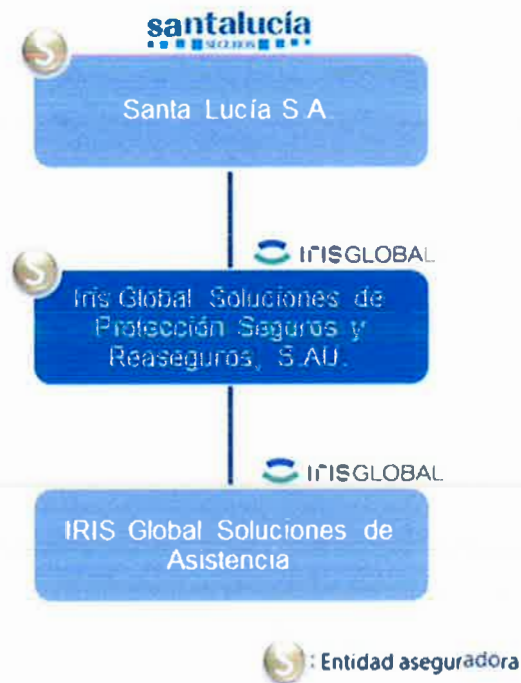 santalucía
SEGUROS
S
Santa Lucía S.A.
IRISGLOBAL
S
Iris Global Soluciones de
Protección Seguros y
Reaseguros, S.AU.
IRISGLOBAL
IRIS Global Soluciones de
Asistencia
S : Entidad aseguradora